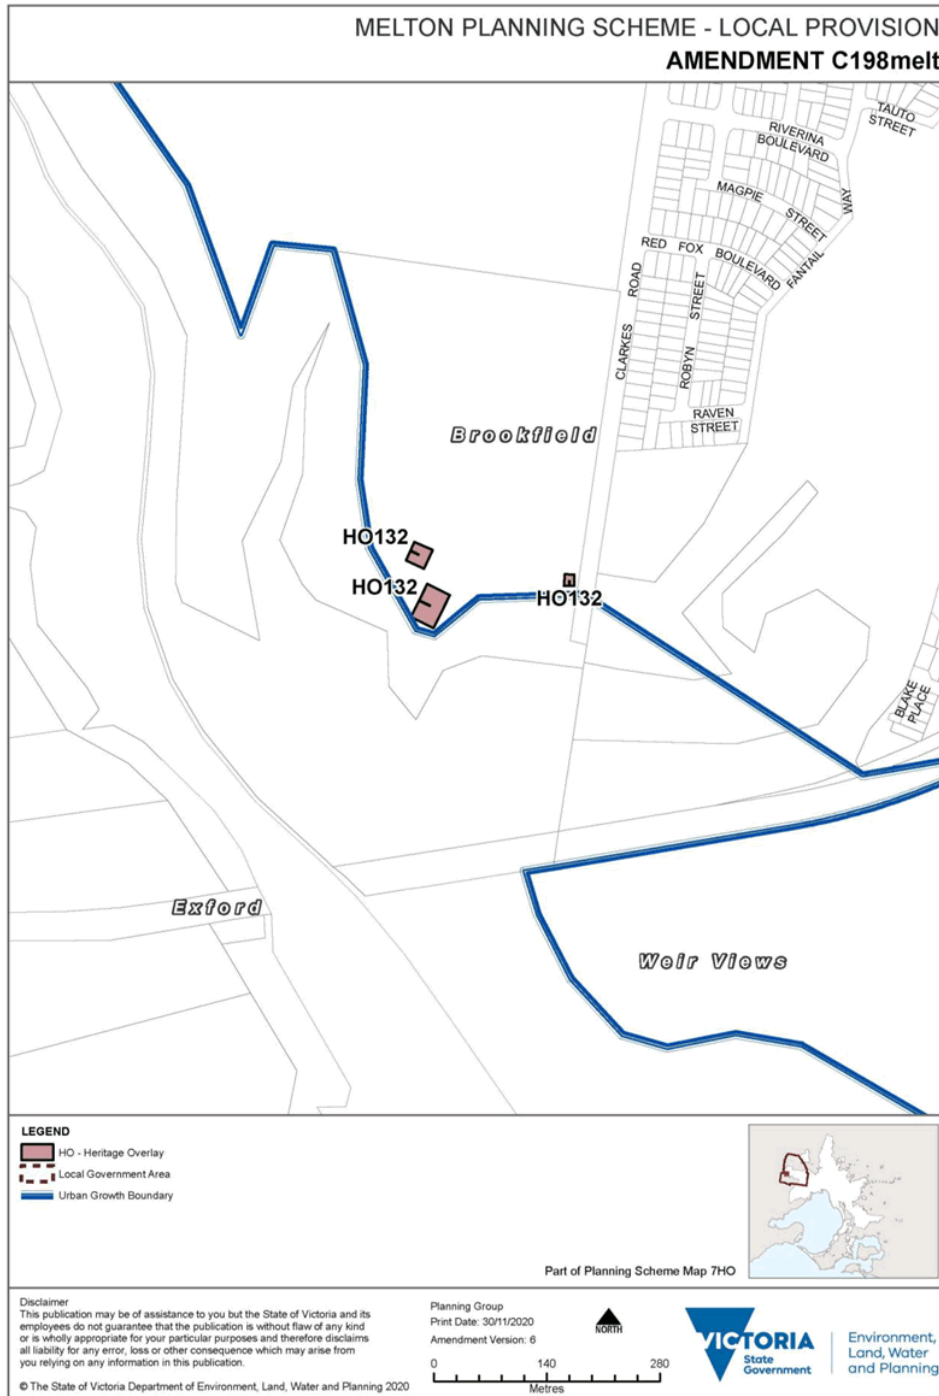 MELTON PLANNING SCHEME - LOCAL PROVISION
AMENDMENT C198melt
TAUTO
STREET
RIVERINA
BOULEVARD
MAGPIE
STREET
WAY
FANTAIL
RED FOX
BOULEVARD
ROAD
CLARKES
STREET
ROBYN
RAVEN
STREET
Brookfield
HO132
HO132
HO132
BLAKE
PLACE
Exford
Weir Views
LEGEND
HO - Heritage Overlay
Local Government Area
Urban Growth Boundary
Part of Planning Scheme Map 7HO
Disclaimer
This publication may be of assistance to you but the State of Victoria and its
employees do not guarantee that the publication is without flaw of any kind
or is wholly appropriate for your particular purposes and therefore disclaims
all liability for any error, loss or other consequence which may arise from
you relying on any information in this publication.
© The State of Victoria Department of Environment, Land, Water and Planning 2020
Planning Group
Print Date: 30/11/2020
Amendment Version: 6
NORTH
0 140 280
Metres
VICTORIA
State
Government
Environment,
Land, Water
and Planning